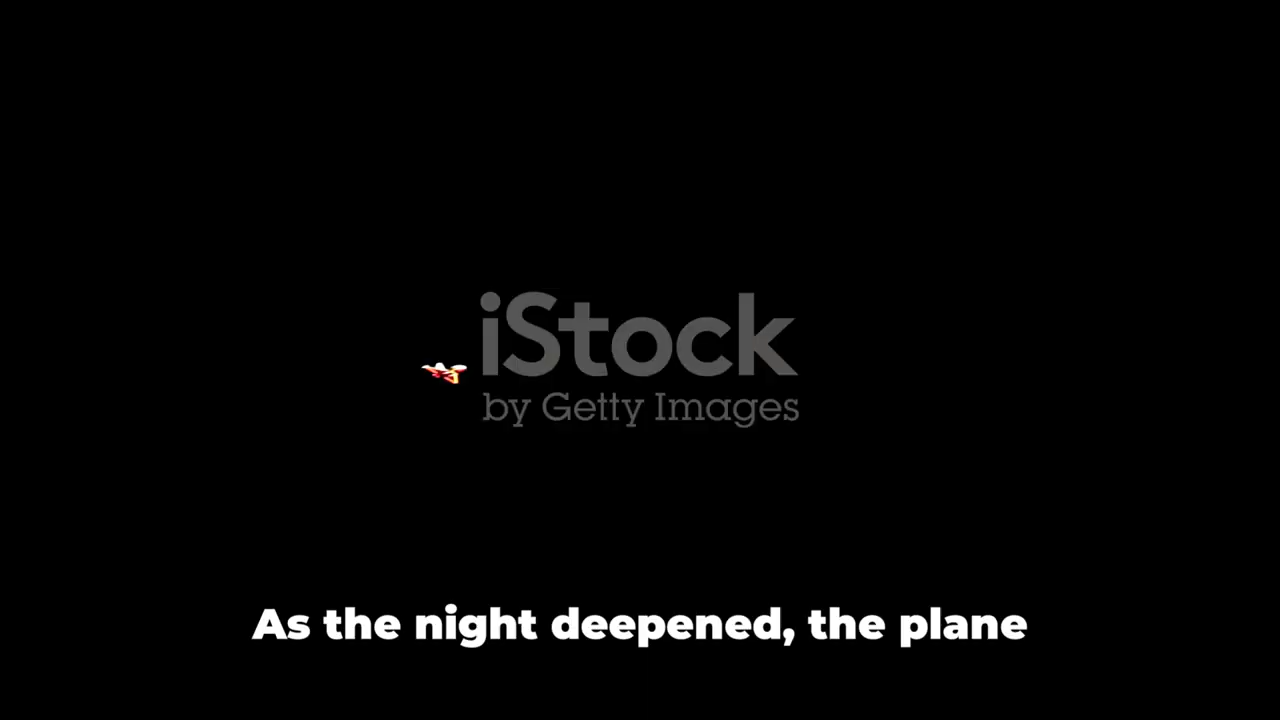 iStock
by Getty Images
As the night deepened, the plane